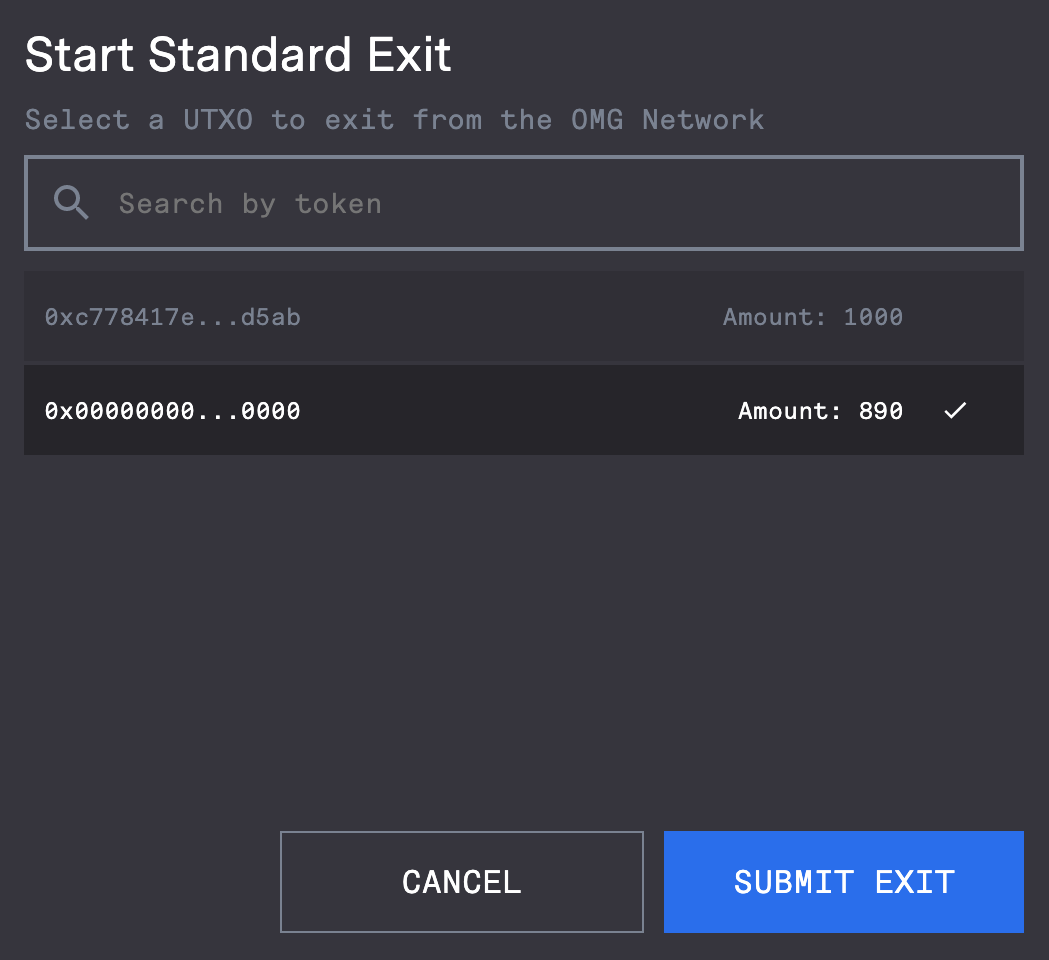 Start Standard Exit
Select a UTXO to exit from the OMG Network
Search by token
0xc778417e...d5ab Amount: 1000
0x00000000...0000 Amount: 890
CANCEL SUBMIT EXIT